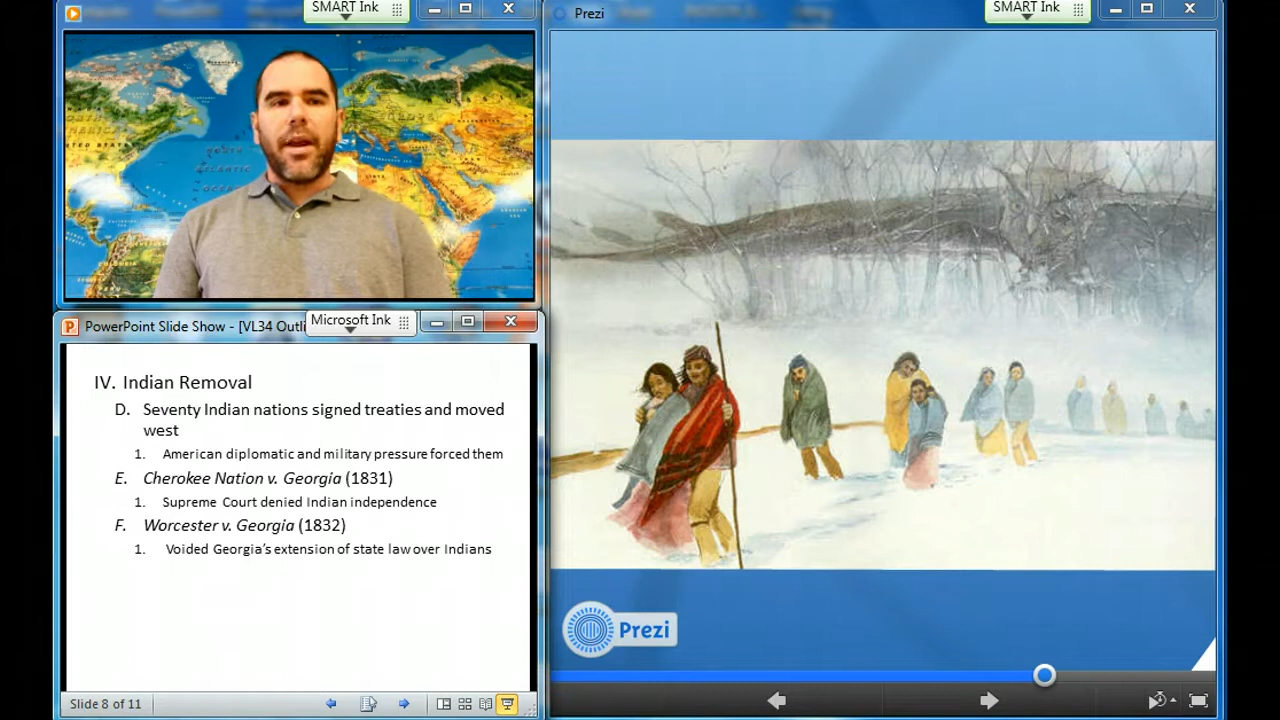 SMART Ink
SMART Ink
Prezi
PowerPoint Slide Show - [VL34 Outli
Microsoft Ink
IV. Indian Removal
D. Seventy Indian nations signed treaties and moved
west
1. American diplomatic and military pressure forced them
E. Cherokee Nation v. Georgia (1831)
1. Supreme Court denied Indian independence
F. Worcester v. Georgia (1832)
1. Voided Georgia's extension of state law over Indians
Slide 8 of 11
Prezi